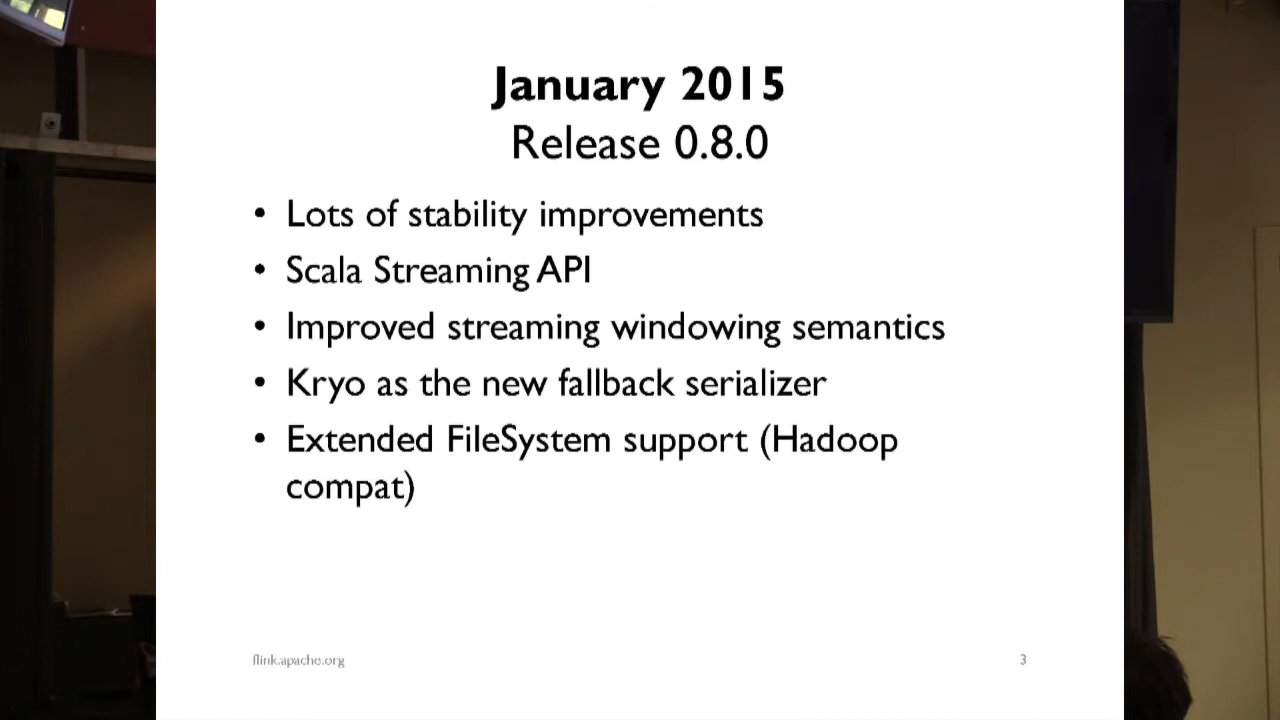 January 2015
Release 0.8.0
• Lots of stability improvements
• Scala Streaming API
• Improved streaming windowing semantics
• Kryo as the new fallback serializer
• Extended FileSystem support (Hadoop
compat)
flink.apache.org
3